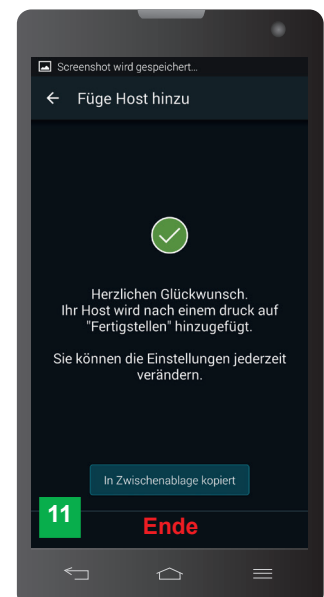 Screenshot wird gespeichert...
Füge Host hinzu
Herzlichen Glückwunsch.
Ihr Host wird nach einem druck auf
"Fertigstellen" hinzugefügt.
Sie können die Einstellungen jederzeit
verändern.
In Zwischenablage kopiert
11
Ende